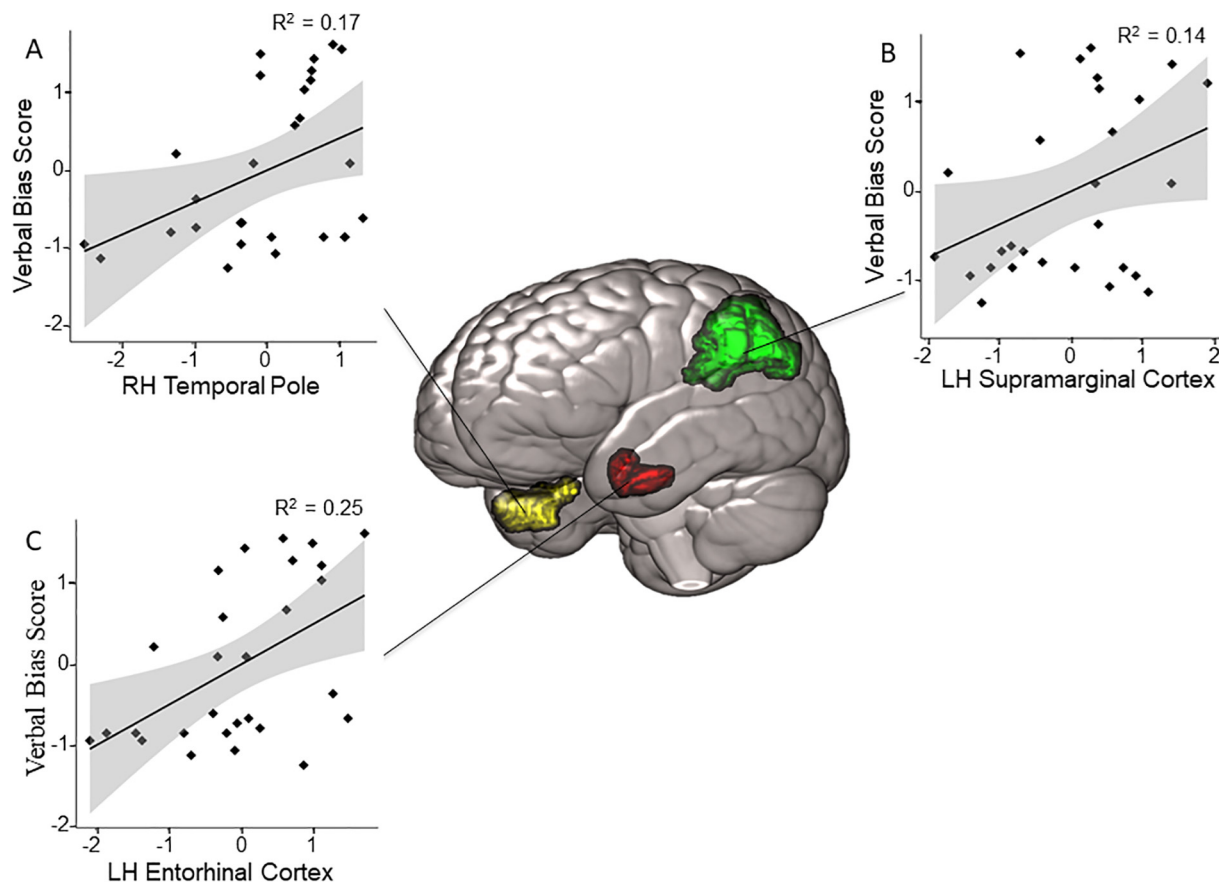 A
R² = 0.17
Verbal Bias Score
1
0
-1
-2
-2 -1 0 1
RH Temporal Pole
B
R² = 0.14
Verbal Bias Score
1
0
-1
-2 -1 0 1 2
LH Supramarginal Cortex
C
R² = 0.25
Verbal Bias Score
1
0
-1
-2
-2 -1 0 1
LH Entorhinal Cortex